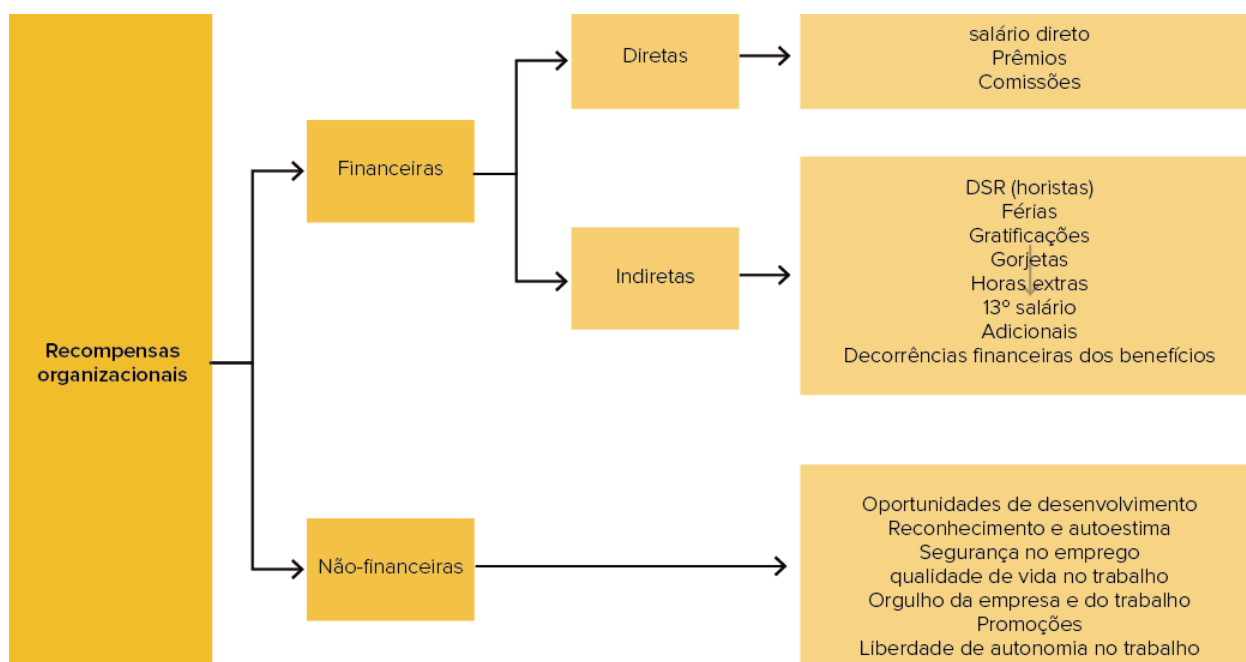 Recompensas
organizacionais
Financeiras
Diretas
salário direto
Prêmios
Comissões
Indiretas
DSR (horistas)
Férias
Gratificações
Gorjetas
Horas extras
13º salário
Adicionais
Decorrências financeiras dos benefícios
Não-financeiras
Oportunidades de desenvolvimento
Reconhecimento e autoestima
Segurança no emprego
qualidade de vida no trabalho
Orgulho da empresa e do trabalho
Promoções
Liberdade de autonomia no trabalho